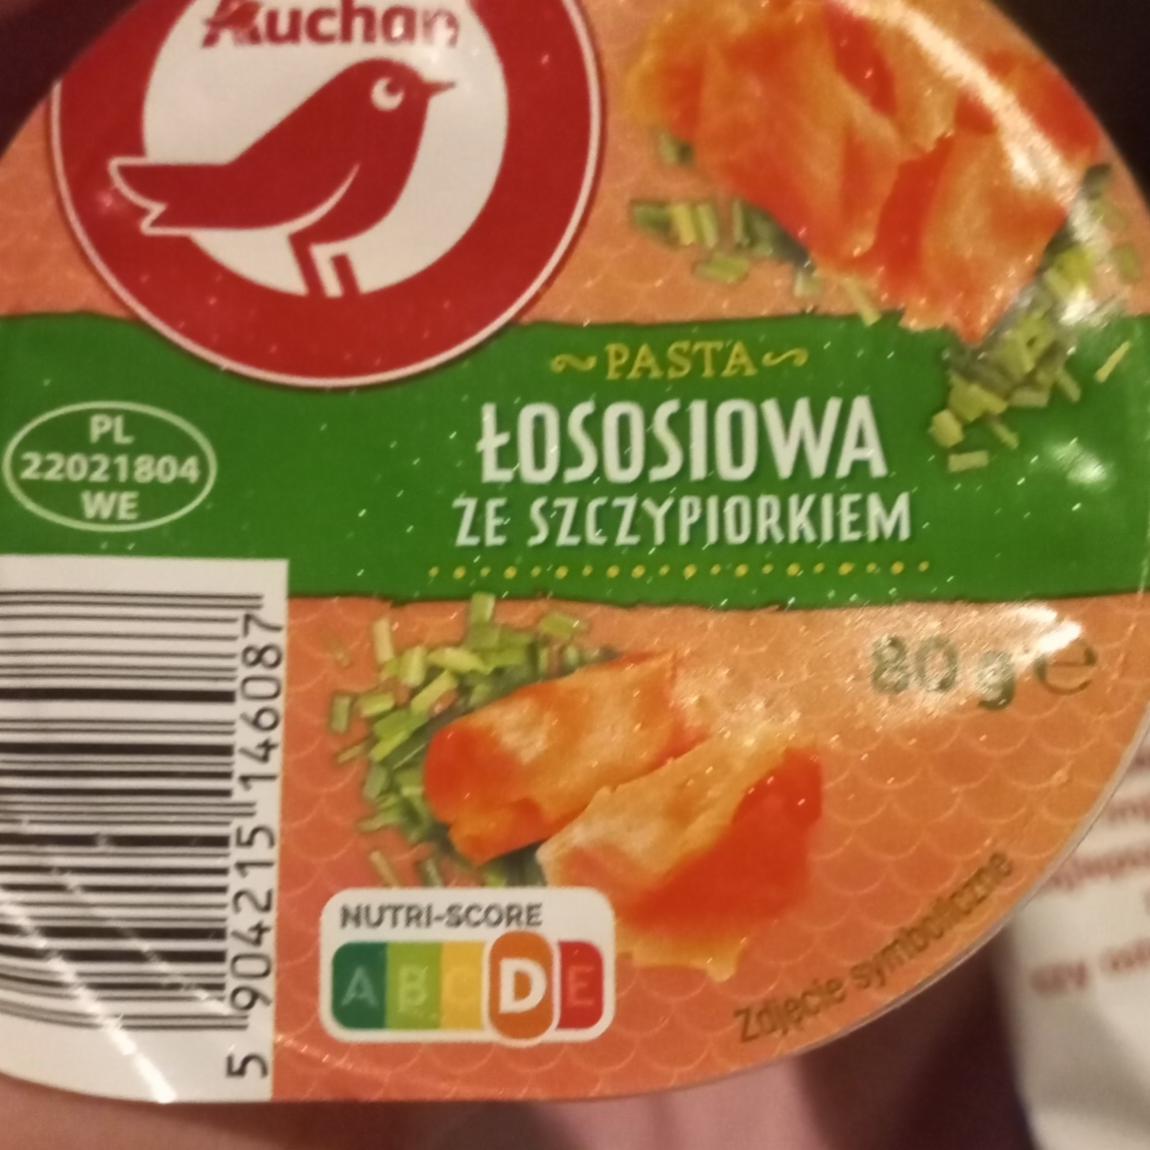 Auchan
~PASTA~
ŁOSOSIOWA
ZE SZCZYPIORKIEM
PL
22021804
WE
80 g e
5 904215 146087
NUTRI-SCORE
A B C D E
Zdjęcie symboliczne